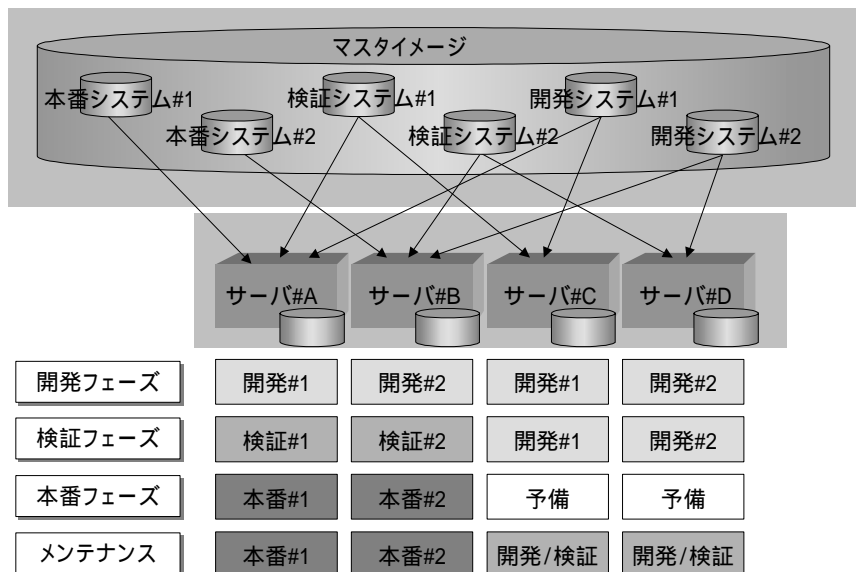 マスタイメージ
本番システム#1
検証システム#1
開発システム#1
本番システム#2
検証システム#2
開発システム#2
サーバ#A
サーバ#B
サーバ#C
サーバ#D
開発フェーズ
開発#1
開発#2
開発#1
開発#2
検証フェーズ
検証#1
検証#2
開発#1
開発#2
本番フェーズ
本番#1
本番#2
予備
予備
メンテナンス
本番#1
本番#2
開発/検証
開発/検証